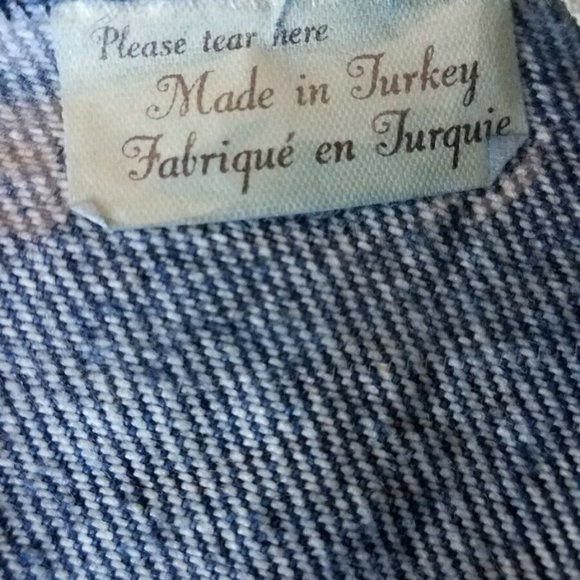 Please tear here
Made in Turkey
Fabriqué en Turquie